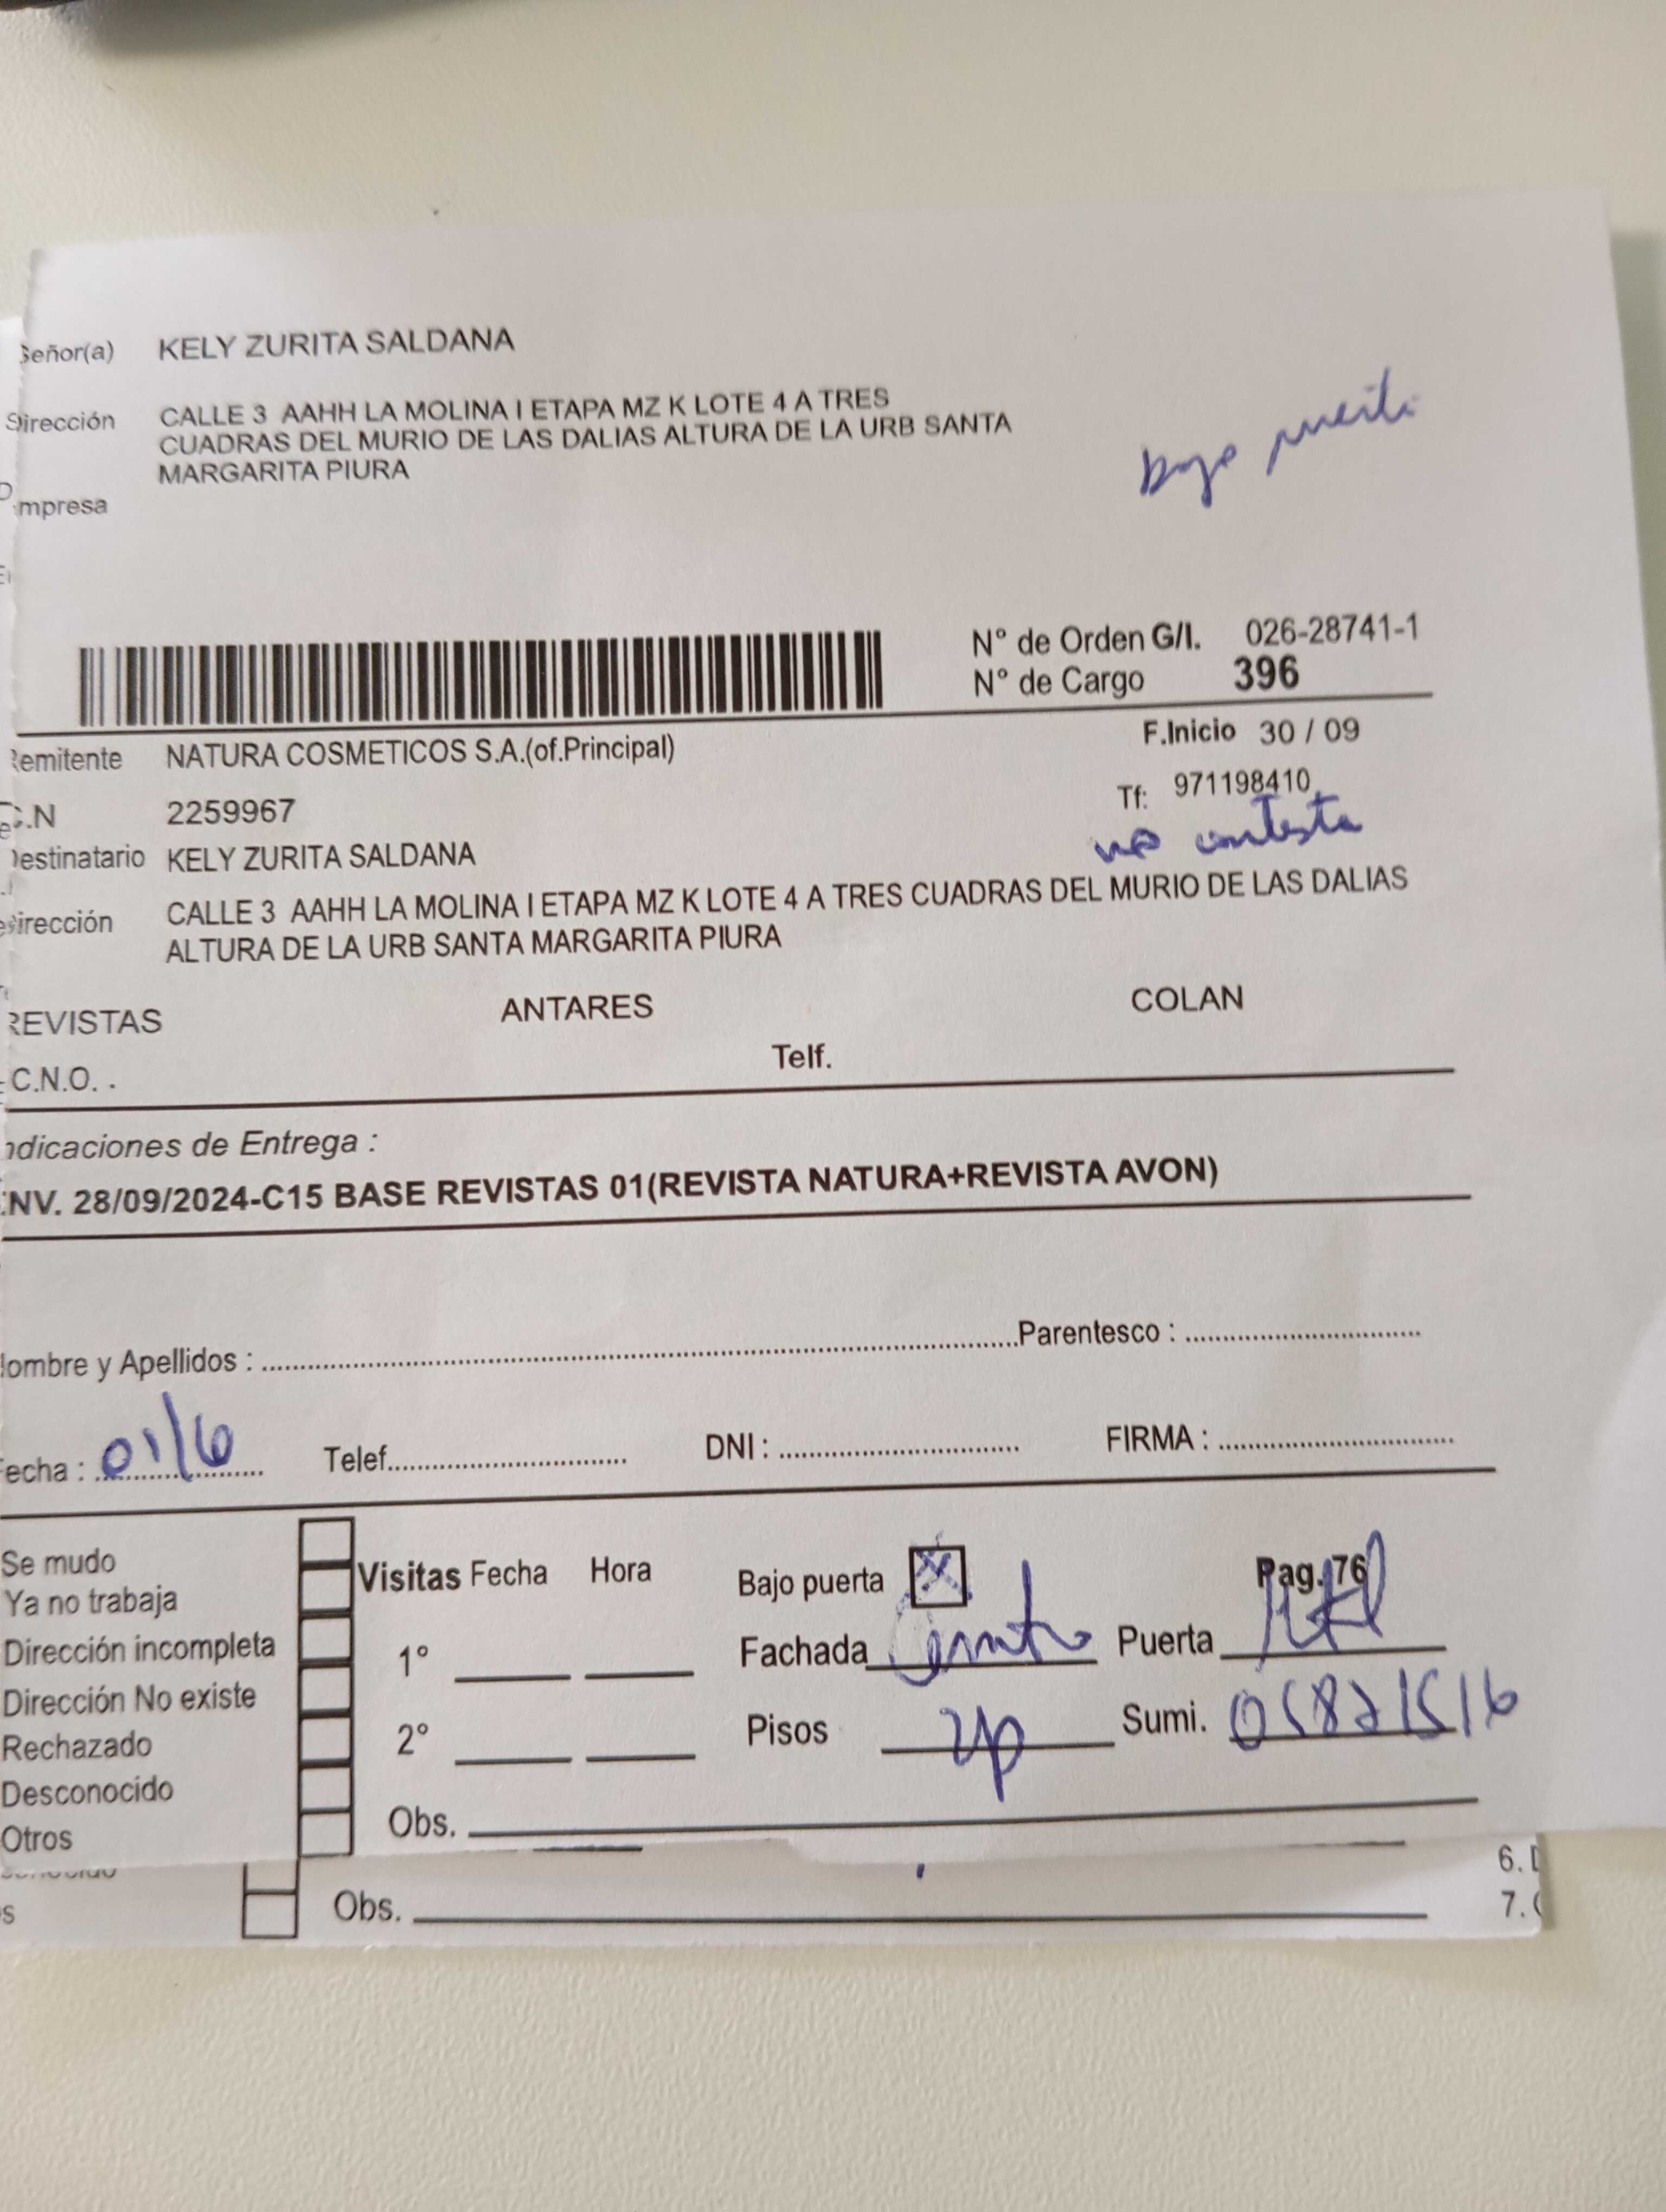 Señor(a) KELY ZURITA SALDANA
Dirección CALLE 3 AAHH LA MOLINA I ETAPA MZ K LOTE 4 A TRES
CUADRAS DEL MURIO DE LAS DALIAS ALTURA DE LA URB SANTA
MARGARITA PIURA
mpresa
bajo puerta
N° de Orden G/I. 026-28741-1
N° de Cargo 396
Remitente NATURA COSMETICOS S.A.(of.Principal)
F.Inicio 30 / 09
Tf: 971198410
no contesta
C.N 2259967
Destinatario KELY ZURITA SALDANA
Dirección CALLE 3 AAHH LA MOLINA I ETAPA MZ K LOTE 4 A TRES CUADRAS DEL MURIO DE LAS DALIAS
ALTURA DE LA URB SANTA MARGARITA PIURA
REVISTAS ANTARES COLAN
C.N.O. . Telf.
ndicaciones de Entrega :
NV. 28/09/2024-C15 BASE REVISTAS 01(REVISTA NATURA+REVISTA AVON)
Nombre y Apellidos : Parentesco :
Fecha : 01/6 Telef. DNI : FIRMA :
Se mudo
Ya no trabaja
Dirección incompleta
Dirección No existe
Rechazado
Desconocido
Otros
Visitas Fecha Hora
1°
2°
Obs.
Bajo puerta X Pag. 76
Fachada Puerta
Pisos Sumi.
Obs.
6.
7.